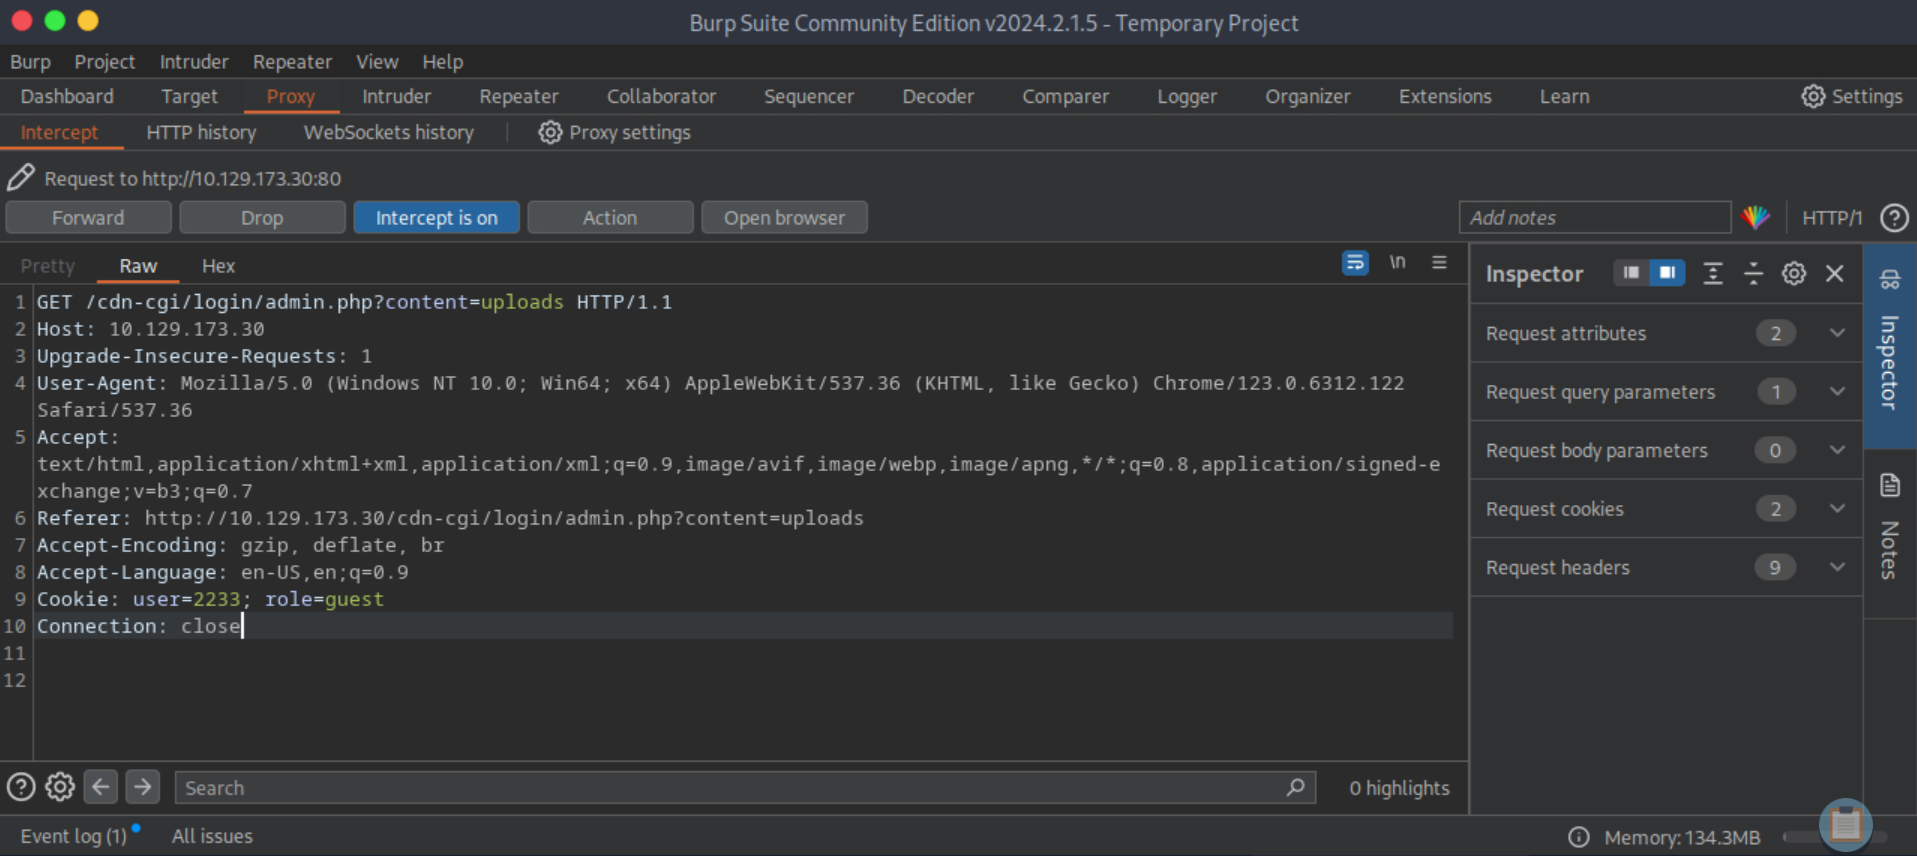 Burp Suite Community Edition v2024.2.1.5 - Temporary Project
Burp Project Intruder Repeater View Help
Dashboard Target Proxy Intruder Repeater Collaborator Sequencer Decoder Comparer Logger Organizer Extensions Learn Settings
Intercept HTTP history WebSockets history Proxy settings
Request to http://10.129.173.30:80
Forward Drop Intercept is on Action Open browser Add notes HTTP/1
Pretty Raw Hex \n
1 GET /cdn-cgi/login/admin.php?content=uploads HTTP/1.1
2 Host: 10.129.173.30
3 Upgrade-Insecure-Requests: 1
4 User-Agent: Mozilla/5.0 (Windows NT 10.0; Win64; x64) AppleWebKit/537.36 (KHTML, like Gecko) Chrome/123.0.6312.122
Safari/537.36
5 Accept:
text/html,application/xhtml+xml,application/xml;q=0.9,image/avif,image/webp,image/apng,*/*;q=0.8,application/signed-e
xchange;v=b3;q=0.7
6 Referer: http://10.129.173.30/cdn-cgi/login/admin.php?content=uploads
7 Accept-Encoding: gzip, deflate, br
8 Accept-Language: en-US,en;q=0.9
9 Cookie: user=2233; role=guest
10 Connection: close
11
12
Search 0 highlights
Inspector
Request attributes 2
Request query parameters 1
Request body parameters 0
Request cookies 2
Request headers 9
Inspector
Notes
Event log (1) All issues Memory: 134.3MB